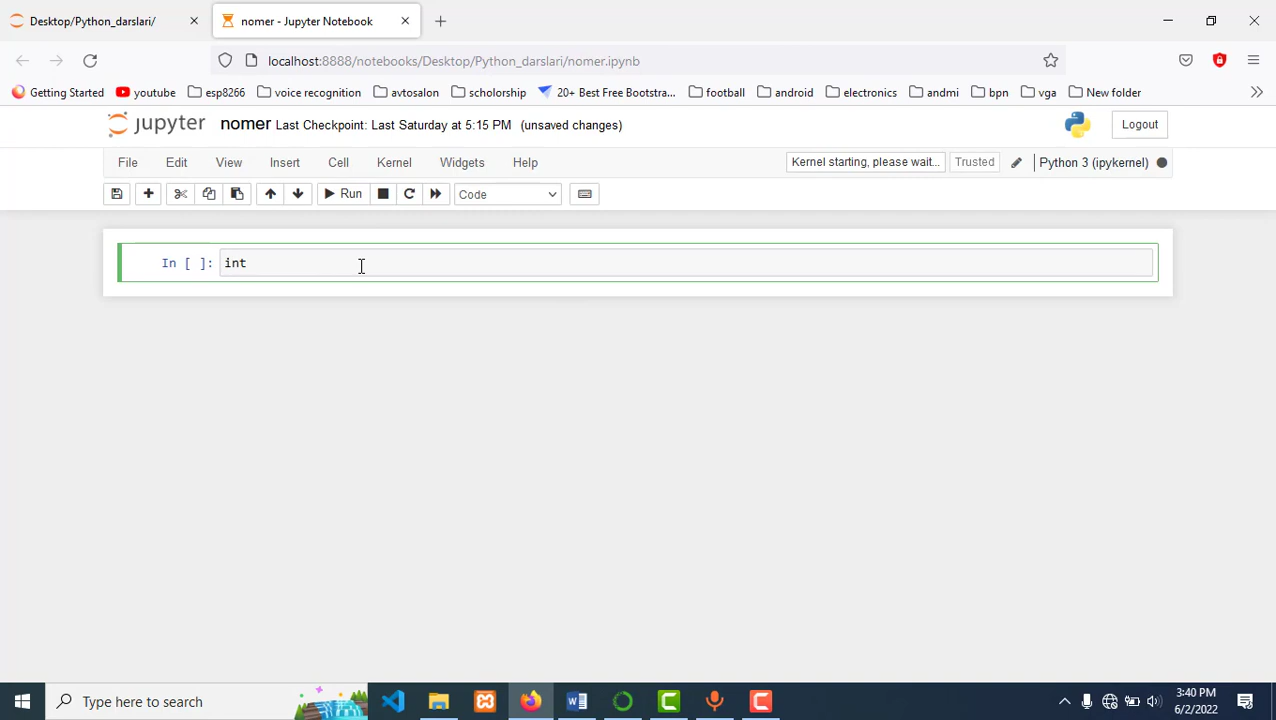 Desktop/Python_darslari/
nomer - Jupyter Notebook
localhost:8888/notebooks/Desktop/Python_darslari/nomer.ipynb
Getting Started youtube esp8266 voice recognition avtosalon scholorship 20+ Best Free Bootstra... football android electronics andmi bpn vga New folder
jupyter nomer Last Checkpoint: Last Saturday at 5:15 PM (unsaved changes) Logout
File Edit View Insert Cell Kernel Widgets Help Kernel starting, please wait... Trusted Python 3 (ipykernel)
Run Code
In [ ]: int
Type here to search
3:40 PM
6/2/2022